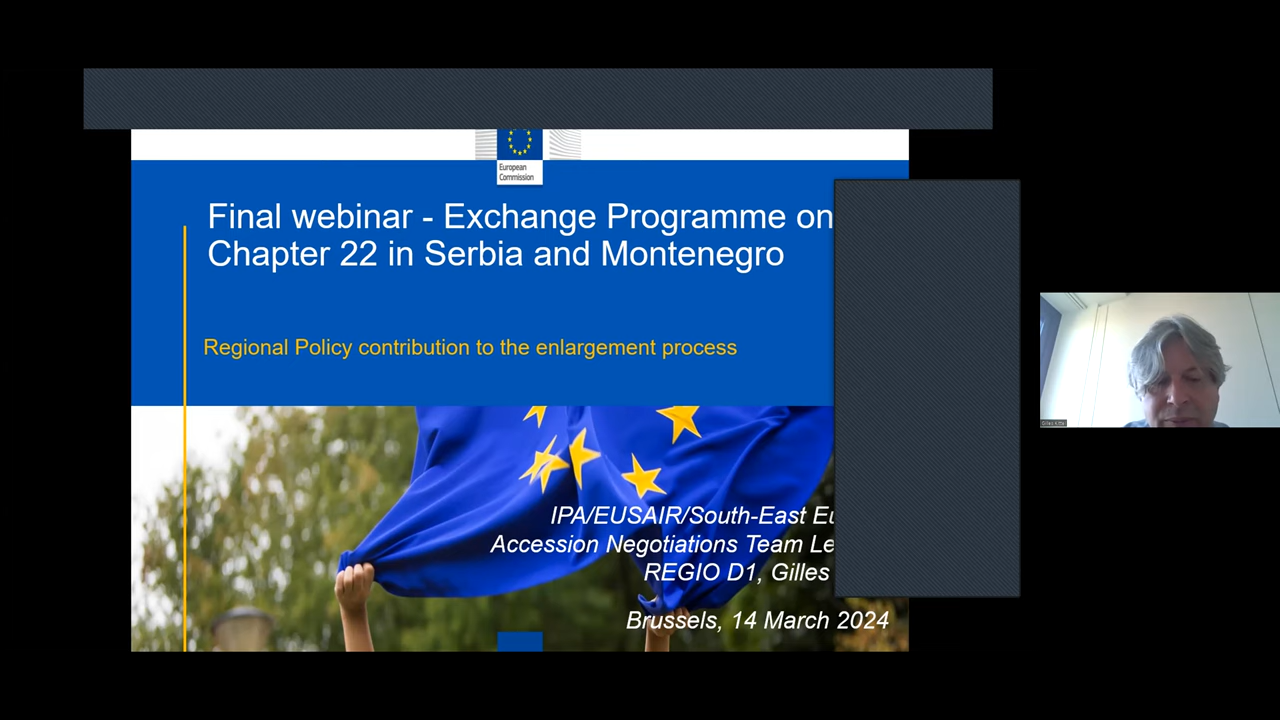 European
Commission
Final webinar - Exchange Programme on
Chapter 22 in Serbia and Montenegro
Regional Policy contribution to the enlargement process
IPA/EUSAIR/South-East
Accession Negotiations Team
REGIO D1, Gilles
Brussels, 14 March 2024